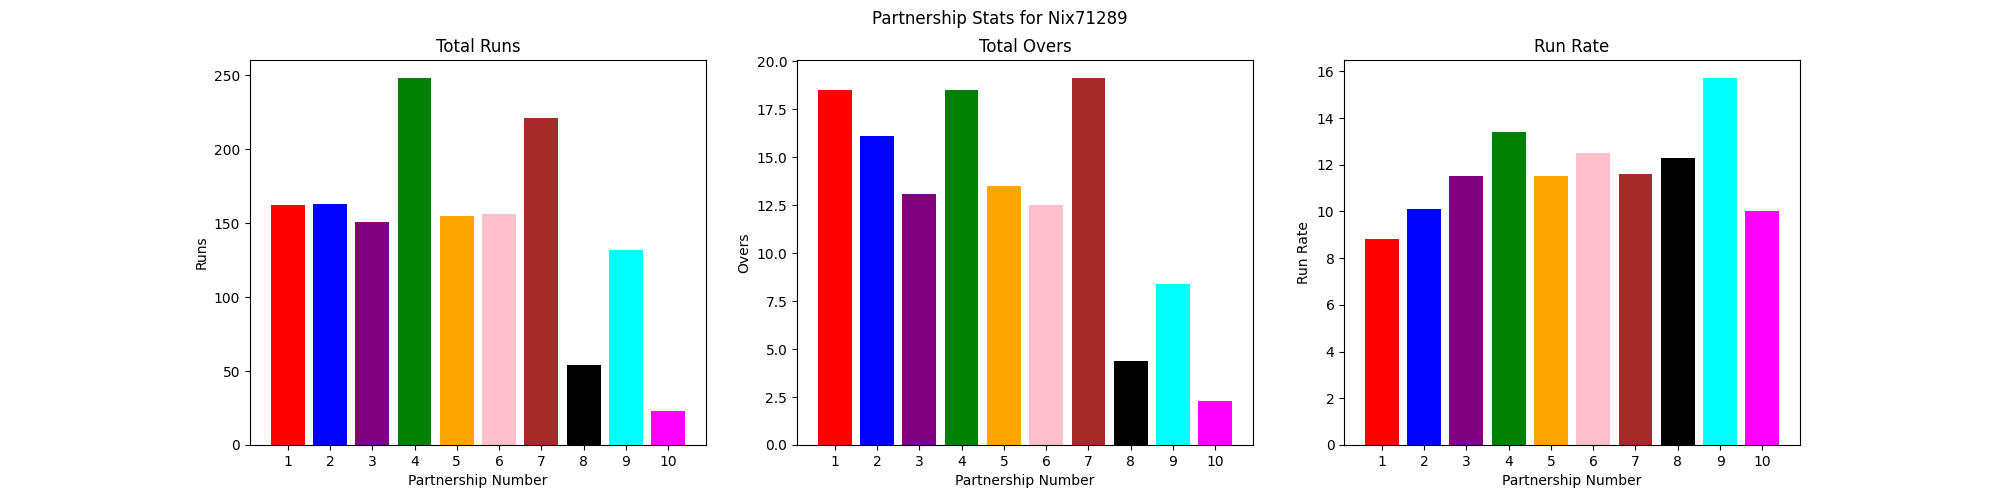 Partnership Stats for Nix71289
Total Runs
250
200
150
100
50
0
Runs
1 2 3 4 5 6 7 8 9 10
Partnership Number
Total Overs
20.0
17.5
15.0
12.5
10.0
7.5
5.0
2.5
0.0
Overs
1 2 3 4 5 6 7 8 9 10
Partnership Number
Run Rate
16
14
12
10
8
6
4
2
0
Run Rate
1 2 3 4 5 6 7 8 9 10
Partnership Number